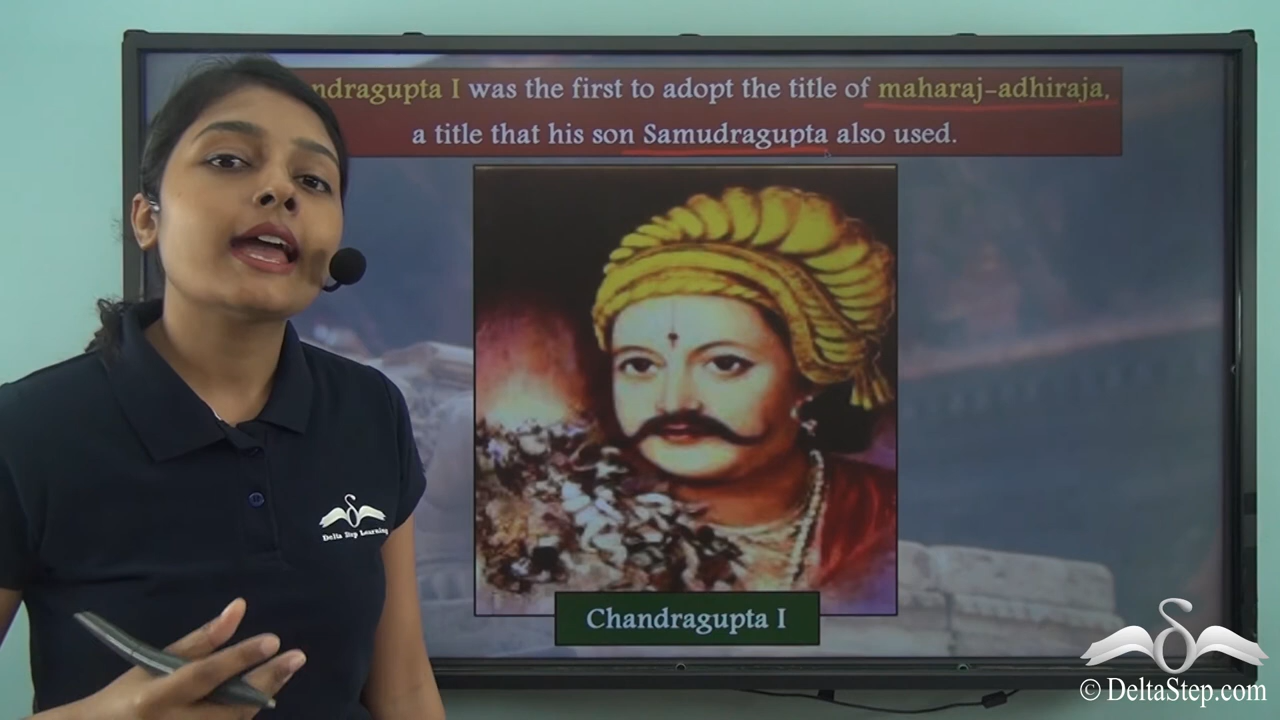 ndragupta I was the first to adopt the title of maharaj-adhiraja,
a title that his son Samudragupta also used.
Chandragupta I
Delta Step Learning
© DeltaStep.com